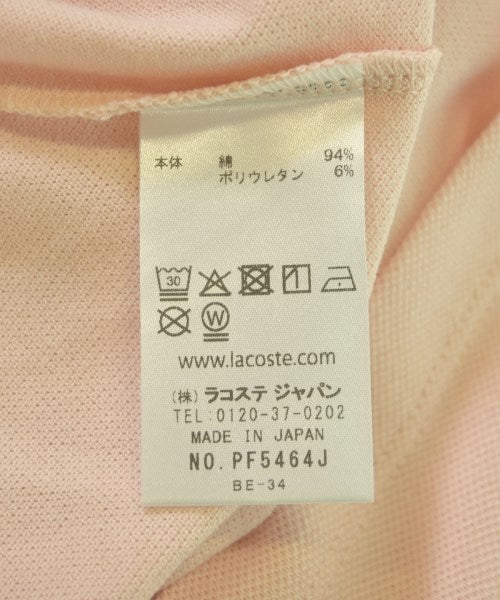 本体 綿 94%
ポリウレタン 6%
30
W
www.lacoste.com
(株) ラコステ ジャパン
TEL:0120-37-0202
MADE IN JAPAN
NO. PF5464J
BE-34